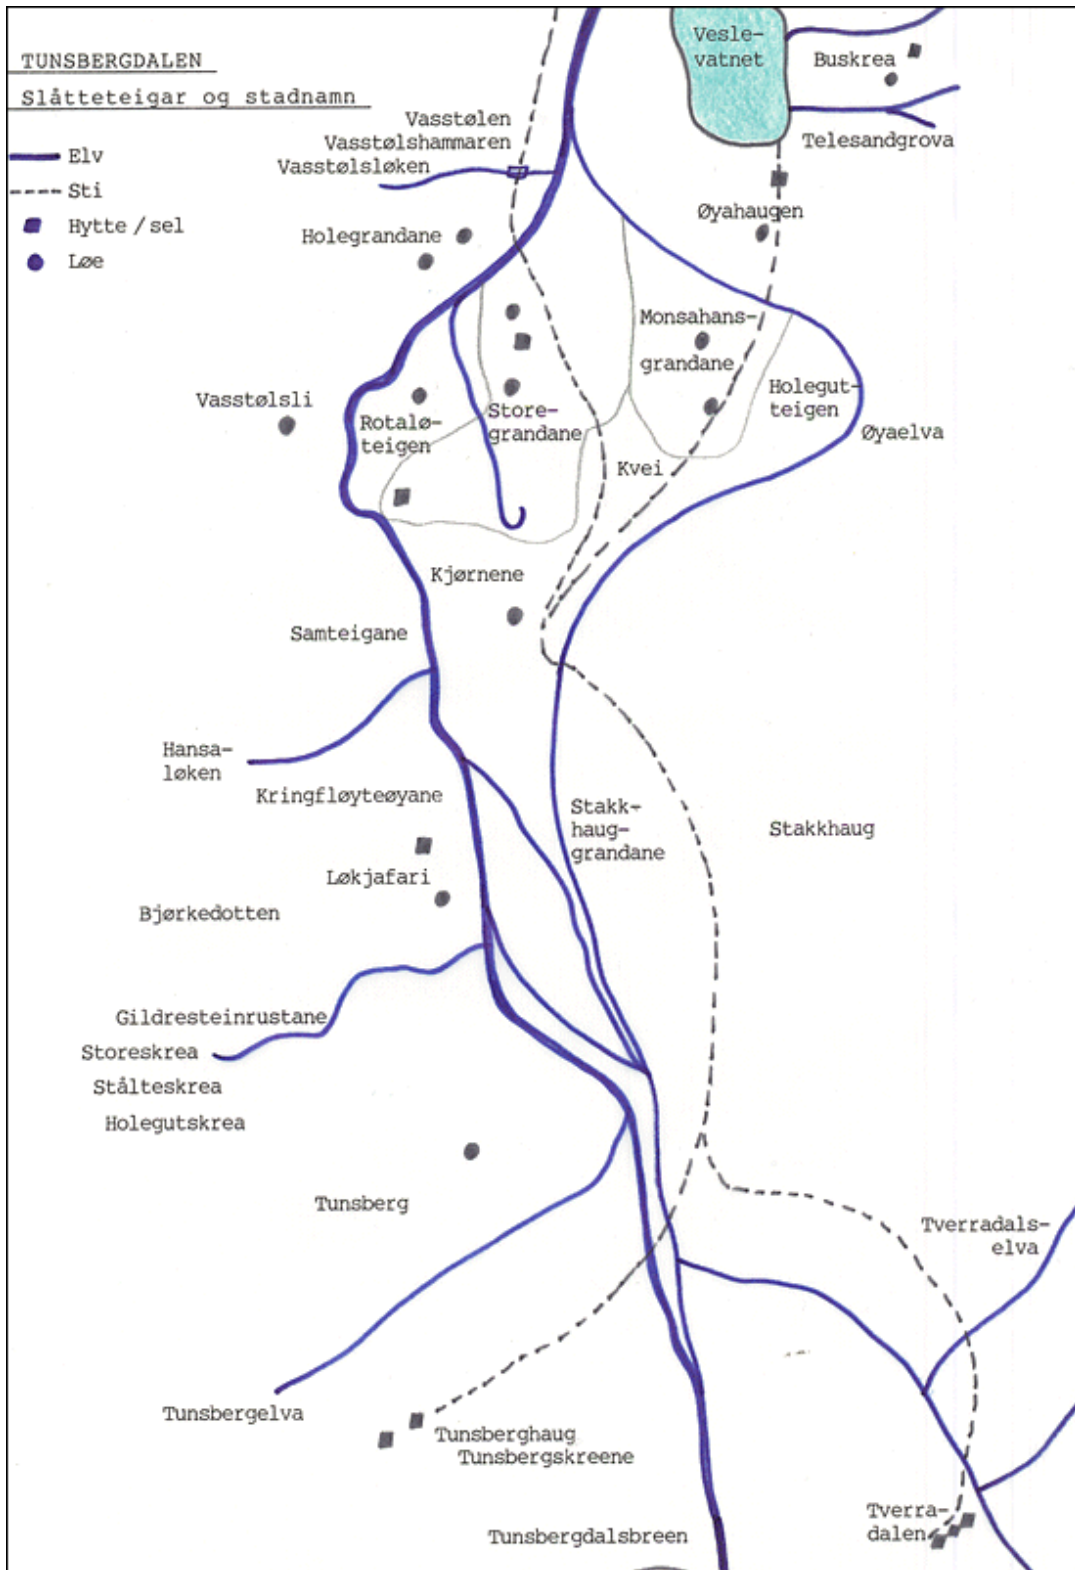 TUNSBERGDALEN
Slåtteteigar og stadnamn
Elv
Sti
Hytte / sel
Løe
Vesle-
vatnet
Buskrea
Telesandgrova
Vasstølen
Vasstølshammaren
Vasstølsløken
Øyahaugen
Holegrandane
Monsahans-
grandane
Holegut-
teigen
Vasstølsli
Rotalø-
teigen
Store-
grandane
Øyaelva
Kvei
Kjørnene
Samteigane
Hansa-
løken
Kringfløyteøyane
Stakk-
haug-
grandane
Stakkhaug
Løkjafari
Bjørkedotten
Gildresteinrustane
Storeskrea
Stålteskrea
Holegutskrea
Tunsberg
Tverradals-
elva
Tunsbergelva
Tunsberghaug
Tunsbergskreene
Tverra-
dalen
Tunsbergdalsbreen